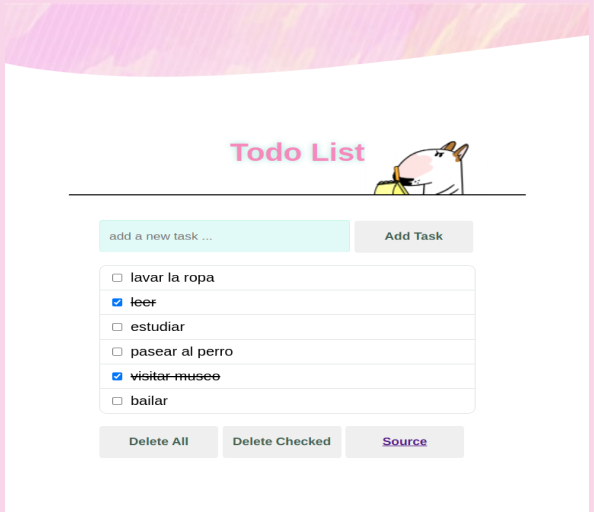 Todo List
add a new task ...
Add Task
lavar la ropa
leer
estudiar
pasear al perro
visitar museo
bailar
Delete All
Delete Checked
Source